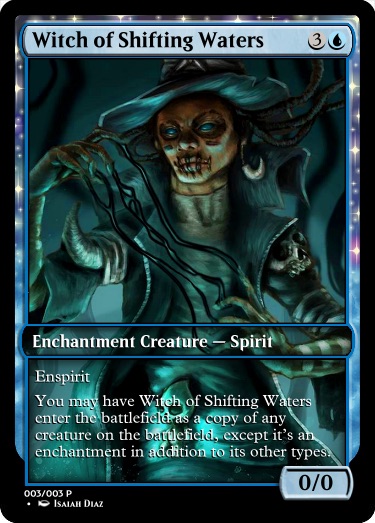 Witch of Shifting Waters 3
Enchantment Creature — Spirit
Enspirit
You may have Witch of Shifting Waters
enter the battlefield as a copy of any
creature on the battlefield, except it's an
enchantment in addition to its other types.
0/0
003/003 P
• Isaiah Diaz